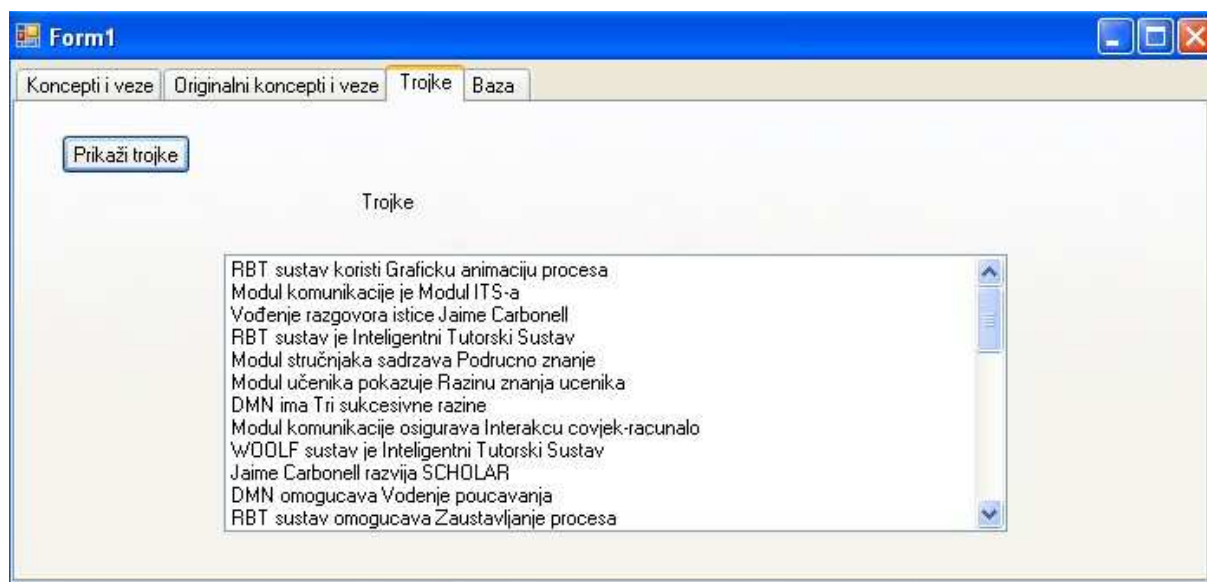 Form1
Koncepti i veze Originalni koncepti i veze Trojke Baza
Prikaži trojke
Trojke
RBT sustav koristi Graficku animaciju procesa
Modul komunikacije je Modul ITS-a
Vođenje razgovora istice Jaime Carbonell
RBT sustav je Inteligentni Tutorski Sustav
Modul stručnjaka sadrzava Podrucno znanje
Modul učenika pokazuje Razinu znanja ucenika
DMN ima Tri sukcesivne razine
Modul komunikacije osigurava Interakcu covjek-racunalo
WOOLF sustav je Inteligentni Tutorski Sustav
Jaime Carbonell razvija SCHOLAR
DMN omogucava Vodenje poucavanja
RBT sustav omogucava Zaustavljanje procesa